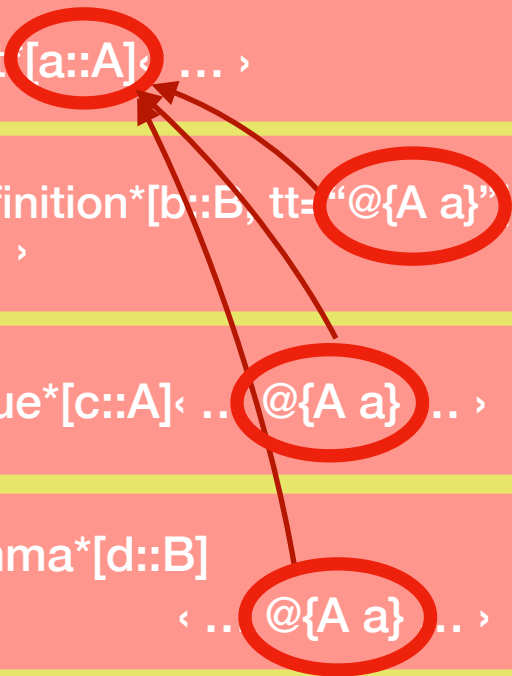 [a::A]‹ ... ›
finition*[b::B, tt=“@{A a}”
›
ue*[c::A]‹ .. @{A a} .. ›
ma*[d::B]
‹ .. @{A a} .. ›